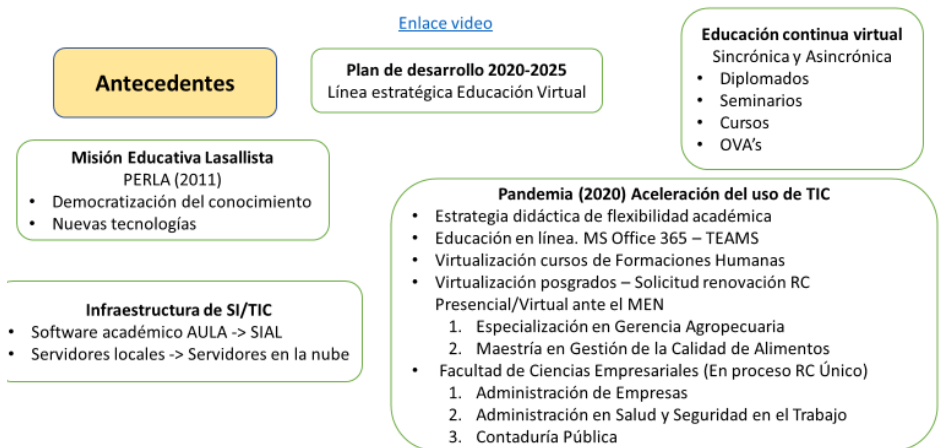 Enlace video
Antecedentes
Plan de desarrollo 2020-2025
Línea estratégica Educación Virtual
Educación continua virtual
Sincrónica y Asincrónica
• Diplomados
• Seminarios
• Cursos
• OVA's
Misión Educativa Lasallista
PERLA (2011)
• Democratización del conocimiento
• Nuevas tecnologías
Infraestructura de SI/TIC
• Software académico AULA -> SIAL
• Servidores locales -> Servidores en la nube
Pandemia (2020) Aceleración del uso de TIC
• Estrategia didáctica de flexibilidad académica
• Educación en línea. MS Office 365 – TEAMS
• Virtualización cursos de Formaciones Humanas
• Virtualización posgrados – Solicitud renovación RC
Presencial/Virtual ante el MEN
1. Especialización en Gerencia Agropecuaria
2. Maestría en Gestión de la Calidad de Alimentos
• Facultad de Ciencias Empresariales (En proceso RC Único)
1. Administración de Empresas
2. Administración en Salud y Seguridad en el Trabajo
3. Contaduría Pública